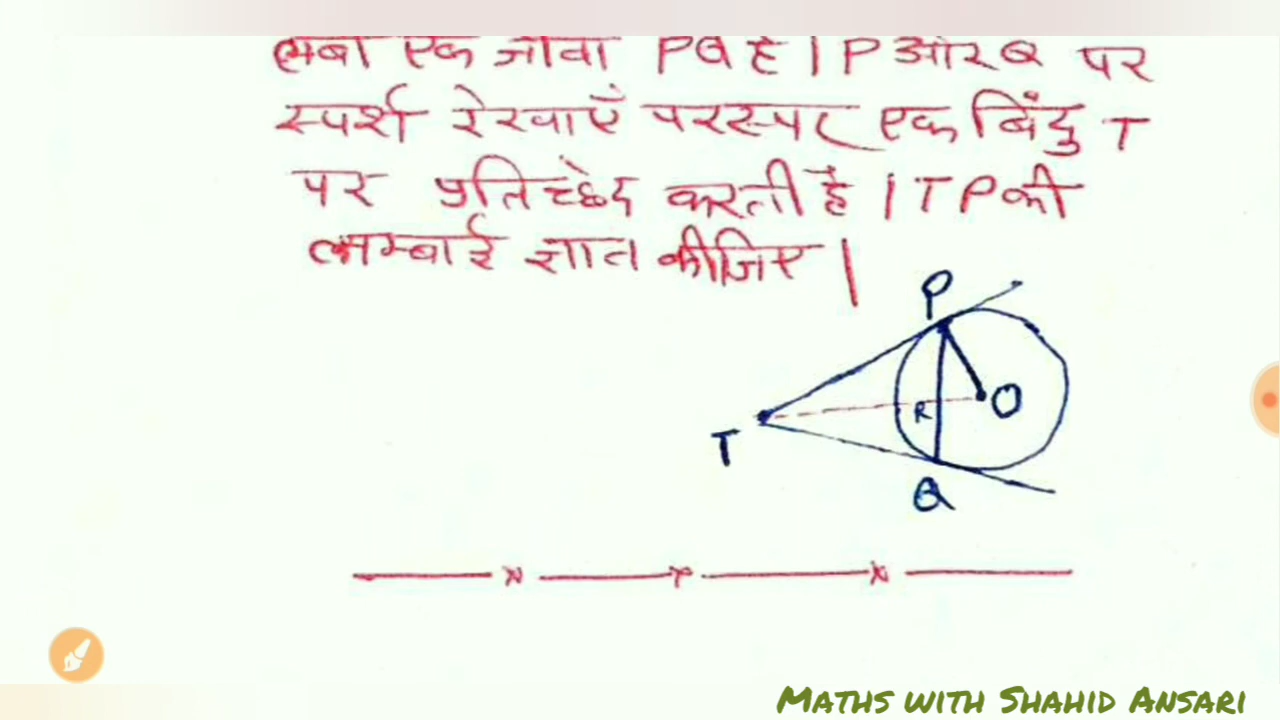 लंबी एक जीवा PQ है | P और Q पर
स्पर्श रेखाएँ परस्पर एक बिंदु T
पर प्रतिच्छेद करती है | TP की
लम्बाई ज्ञात कीजिए |
P
R
O
T
Q
MATHS WITH SHAHID ANSARI